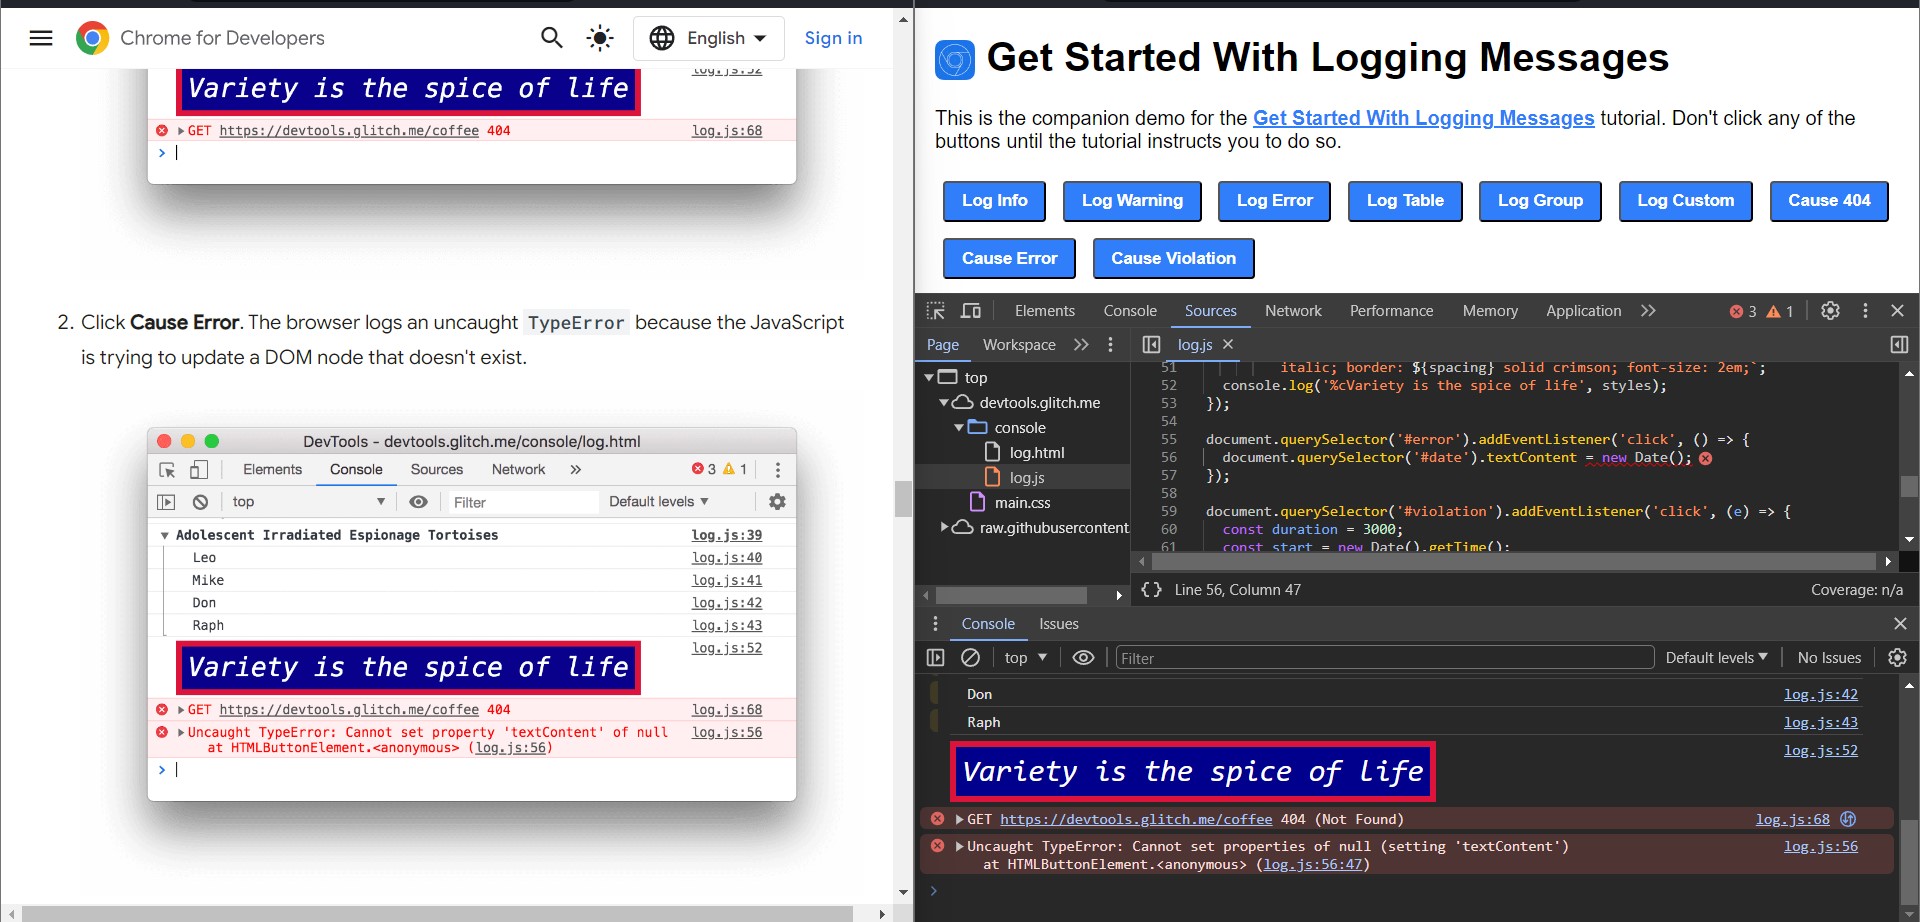 Chrome for Developers
English
Sign in
log.js:52
Variety is the spice of life
GET https://devtools.glitch.me/coffee 404 log.js:68
>
2. Click Cause Error. The browser logs an uncaught TypeError because the JavaScript
is trying to update a DOM node that doesn't exist.
DevTools - devtools.glitch.me/console/log.html
Elements Console Sources Network » 3 1
top Filter Default levels
Adolescent Irradiated Espionage Tortoises log.js:39
Leo log.js:40
Mike log.js:41
Don log.js:42
Raph log.js:43
log.js:52
Variety is the spice of life
GET https://devtools.glitch.me/coffee 404 log.js:68
Uncaught TypeError: Cannot set property 'textContent' of null log.js:56
at HTMLButtonElement.<anonymous> (log.js:56)
>
Get Started With Logging Messages
This is the companion demo for the Get Started With Logging Messages tutorial. Don't click any of the
buttons until the tutorial instructs you to do so.
Log Info Log Warning Log Error Log Table Log Group Log Custom Cause 404
Cause Error Cause Violation
Elements Console Sources Network Performance Memory Application » 3 1
Page Workspace » log.js
top
devtools.glitch.me
console
log.html
log.js
main.css
raw.githubusercontent.
51 italic; border: ${spacing} solid crimson; font-size: 2em;`;
52 console.log('%cVariety is the spice of life', styles);
53 });
54
55 document.querySelector('#error').addEventListener('click', () => {
56 document.querySelector('#date').textContent = new Date();
57 });
58
59 document.querySelector('#violation').addEventListener('click', (e) => {
60 const duration = 3000;
61 const start = new Date().getTime();
{} Line 56, Column 47 Coverage: n/a
Console Issues
top Filter Default levels No Issues
Don log.js:42
Raph log.js:43
log.js:52
Variety is the spice of life
GET https://devtools.glitch.me/coffee 404 (Not Found) log.js:68
Uncaught TypeError: Cannot set properties of null (setting 'textContent') log.js:56
at HTMLButtonElement.<anonymous> (log.js:56:47)
>